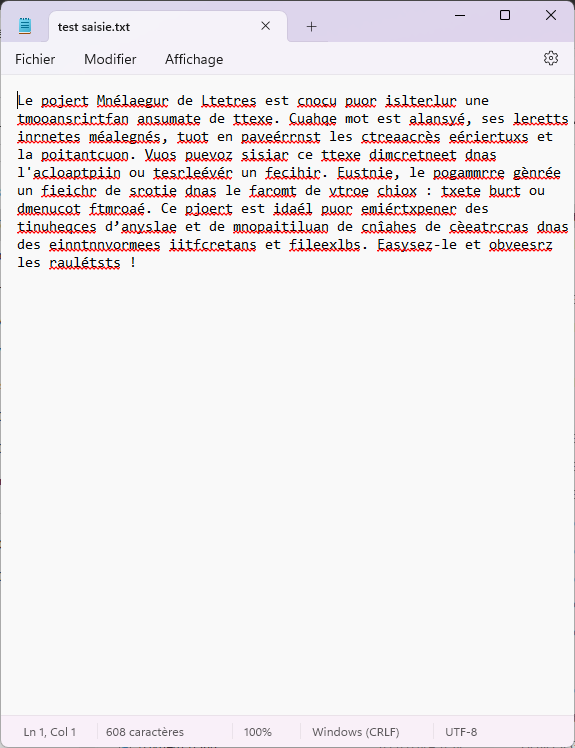 test saisie.txt
Fichier Modifier Affichage
Le pojert Mnélaegur de Ltetres est cnocu puor islterlur une
tmooansrirtfan ansumate de ttexe. Cuahqe mot est alansyé, ses leretts
inrnetes méalegnés, tuot en paveérrnst les ctreaacrès eériertuxs et
la poitantcuon. Vuos puevoz sisiar ce ttexe dimcretneet dnas
l'acloaptpiin ou tesrleévér un fecihir. Eustnie, le pogammrre gènrée
un fieichr de srotie dnas le faromt de vtroe chiox : txete burt ou
dmenucot ftmroaé. Ce pjoert est idaél puor emiértxpener des
tinuheqces d’anyslae et de mnopaitiluan de cnîahes de cèeatrcras dnas
des einntnnvormees iitfcretans et fileexlbs. Easysez-le et obveesrz
les raulétsts !
Ln 1, Col 1 608 caractères 100% Windows (CRLF) UTF-8